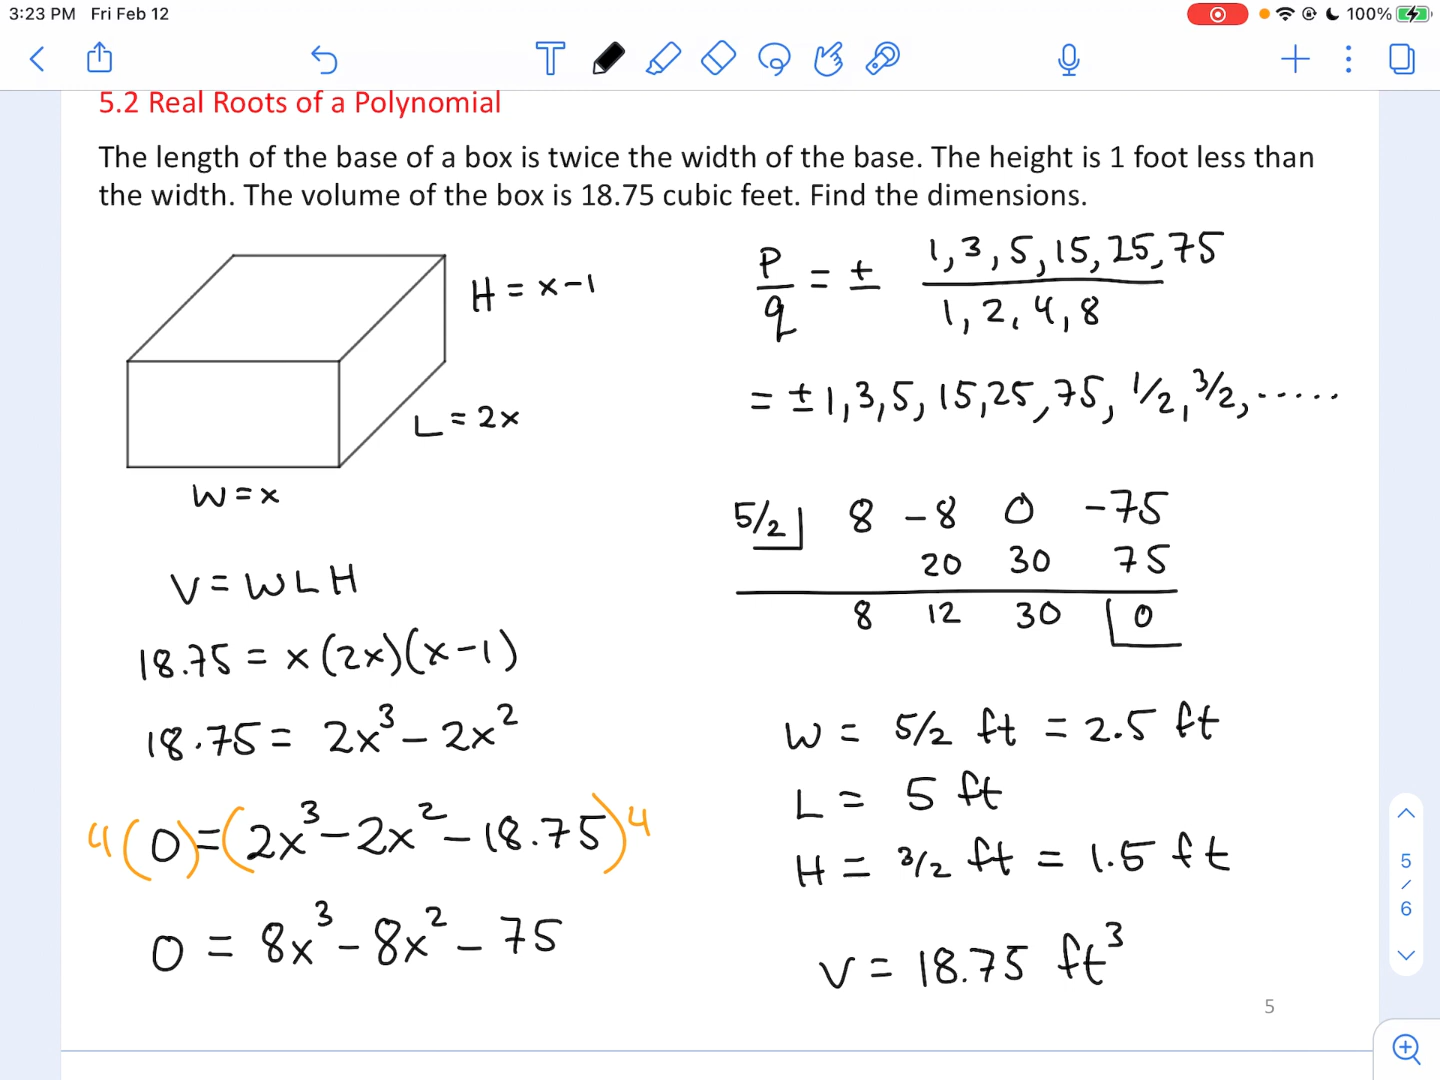 3:23 PM Fri Feb 12 100%
5.2 Real Roots of a Polynomial
The length of the base of a box is twice the width of the base. The height is 1 foot less than
the width. The volume of the box is 18.75 cubic feet. Find the dimensions.
H = x-1
L = 2x
W = x
V = WLH
18.75 = x(2x)(x-1)
18.75 = 2x³ - 2x²
4(0) = (2x³ - 2x² - 18.75)4
0 = 8x³ - 8x² - 75
P/q = ± 1, 3, 5, 15, 25, 75 / 1, 2, 4, 8
= ± 1, 3, 5, 15, 25, 75, 1/2, 3/2, .....
5/2 8 -8 0 -75
20 30 75
8 12 30 0
W = 5/2 ft = 2.5 ft
L = 5 ft
H = 3/2 ft = 1.5 ft
V = 18.75 ft³
5
5
/
6